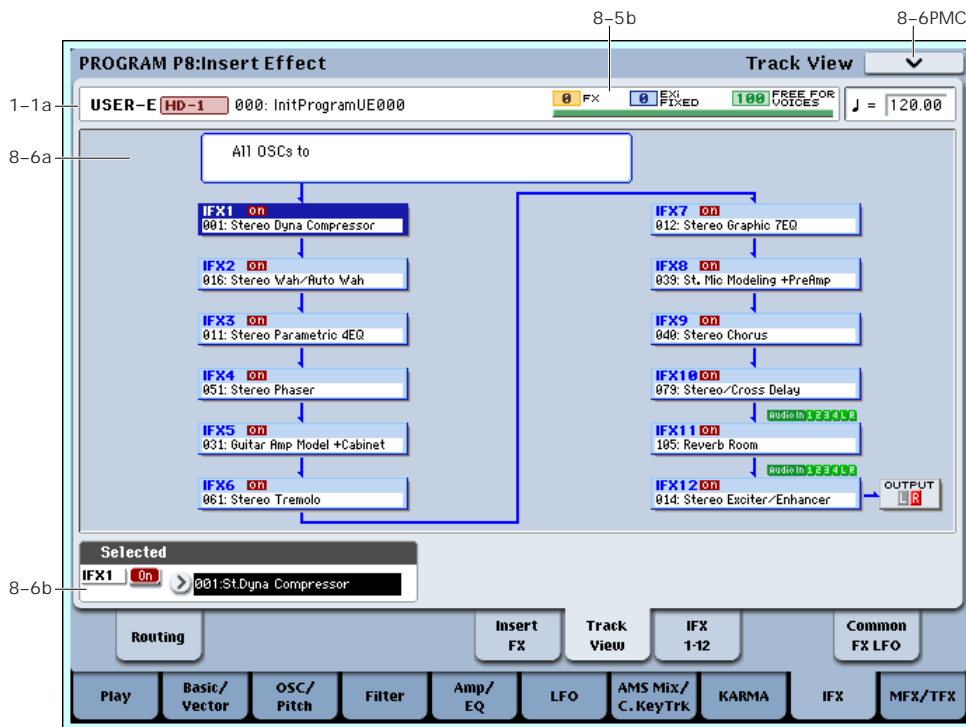 8–5b
8–6PMC
PROGRAM P8:Insert Effect
Track View
1–1a
USER-E HD-1 000: InitProgramUE000
0 FX
0 EXi FIXED
100 FREE FOR VOICES
♩ = 120.00
8–6a
All OSCs to
IFX1 on
001: Stereo Dyna Compressor
IFX2 on
016: Stereo Wah/Auto Wah
IFX3 on
011: Stereo Parametric 4EQ
IFX4 on
051: Stereo Phaser
IFX5 on
031: Guitar Amp Model +Cabinet
IFX6 on
061: Stereo Tremolo
IFX7 on
012: Stereo Graphic 7EQ
IFX8 on
039: St. Mic Modeling +PreAmp
IFX9 on
040: Stereo Chorus
IFX10 on
079: Stereo/Cross Delay
Audio In 1 2 3 4 L R
IFX11 on
105: Reverb Room
Audio In 1 2 3 4 L R
IFX12 on
014: Stereo Exciter/Enhancer
OUTPUT
L R
Selected
8–6b
IFX1 On
001:St.Dyna Compressor
Routing
Insert
FX
Track
View
IFX
1-12
Common
FX LFO
Play
Basic/
Vector
OSC/
Pitch
Filter
Amp/
EQ
LFO
AMS Mix/
C.KeyTrk
KARMA
IFX
MFX/TFX